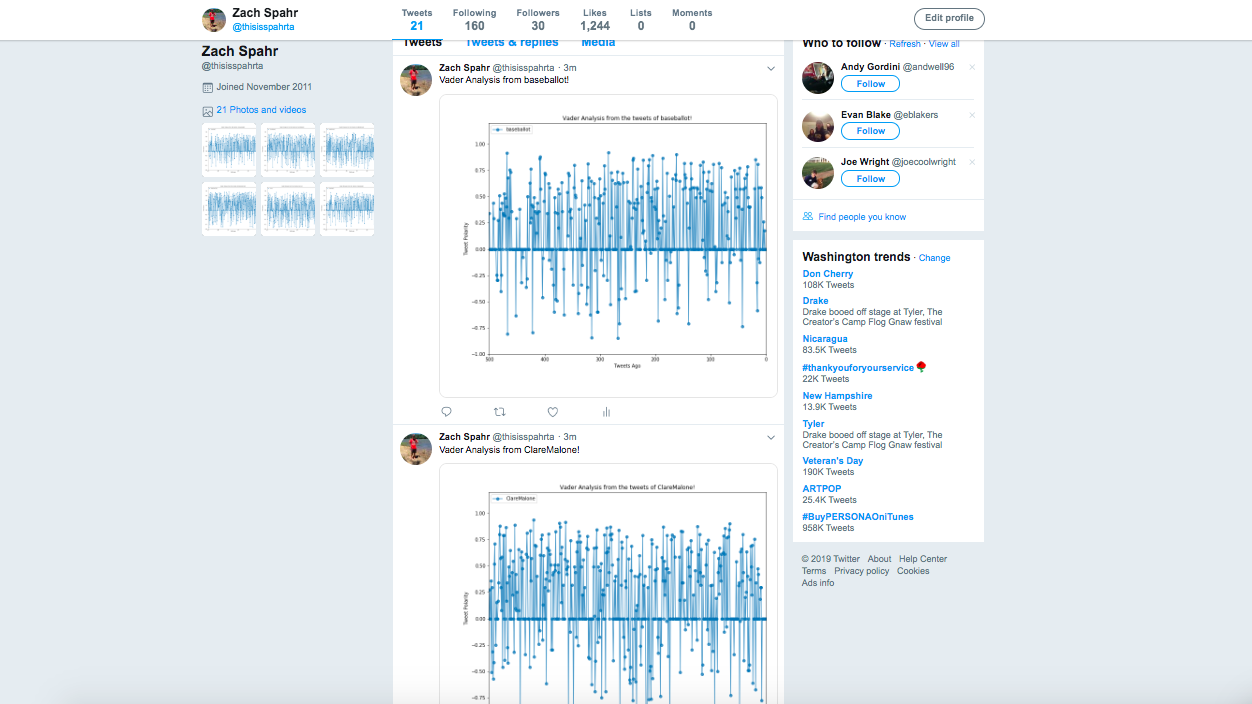 Zach Spahr
@thisisspahrta
Tweets
21
Following
160
Followers
30
Likes
1,244
Lists
0
Moments
0
Edit profile
Zach Spahr
@thisisspahrta
Joined November 2011
21 Photos and videos
Tweets Tweets & replies Media
Zach Spahr @thisisspahrta · 3m
Vader Analysis from baseballot!
Vader Analysis from the tweets of baseballot!
baseballot
1.00
0.75
0.50
0.25
0.00
−0.25
−0.50
−0.75
−1.00
Tweet Polarity
500 400 300 200 100 0
Tweets Ago
Zach Spahr @thisisspahrta · 3m
Vader Analysis from ClareMalone!
Vader Analysis from the tweets of ClareMalone!
ClareMalone
1.00
0.75
0.50
0.25
0.00
−0.25
−0.50
−0.75
Tweet Polarity
Who to follow · Refresh · View all
Andy Gordini @andwell96
Follow
Evan Blake @eblakers
Follow
Joe Wright @joecoolwright
Follow
Find people you know
Washington trends · Change
Don Cherry
108K Tweets
Drake
Drake booed off stage at Tyler, The
Creator's Camp Flog Gnaw festival
Nicaragua
83.5K Tweets
#thankyouforyourservice
22K Tweets
New Hampshire
13.9K Tweets
Tyler
Drake booed off stage at Tyler, The
Creator's Camp Flog Gnaw festival
Veteran's Day
190K Tweets
ARTPOP
25.4K Tweets
#BuyPERSONAOniTunes
958K Tweets
© 2019 Twitter About Help Center
Terms Privacy policy Cookies
Ads info